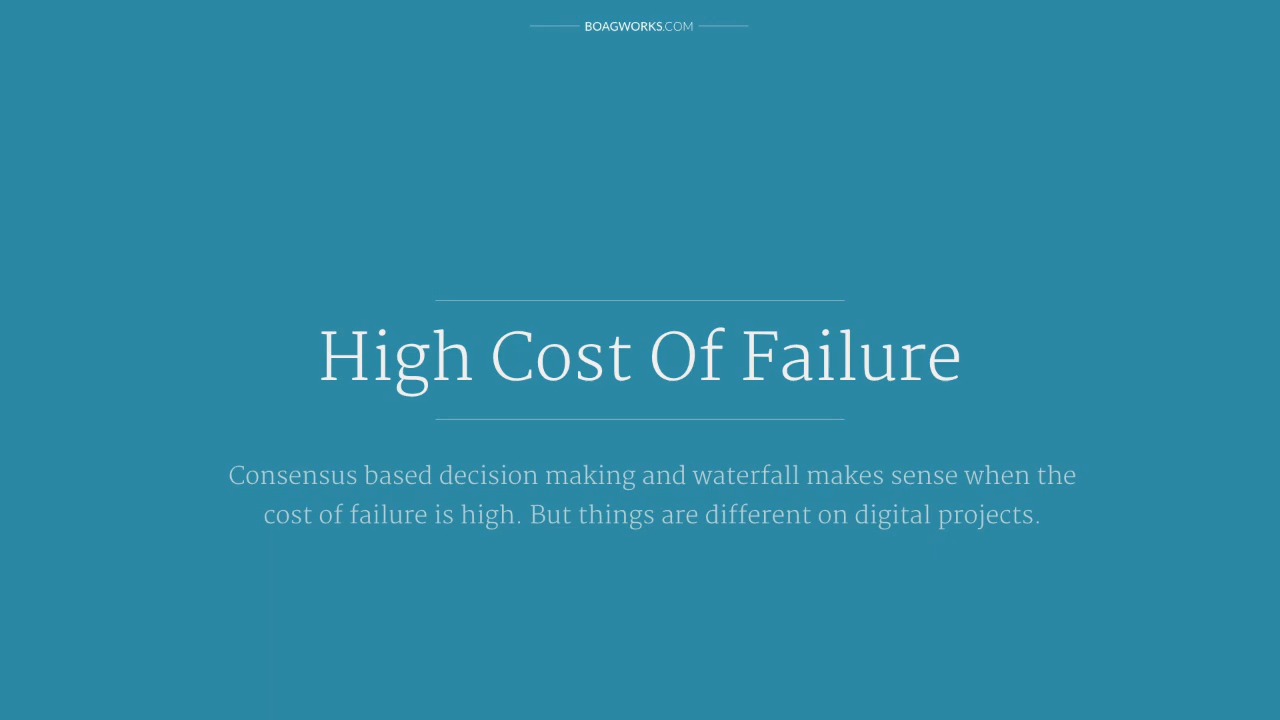 BOAGWORKS.COM
High Cost Of Failure
Consensus based decision making and waterfall makes sense when the
cost of failure is high. But things are different on digital projects.